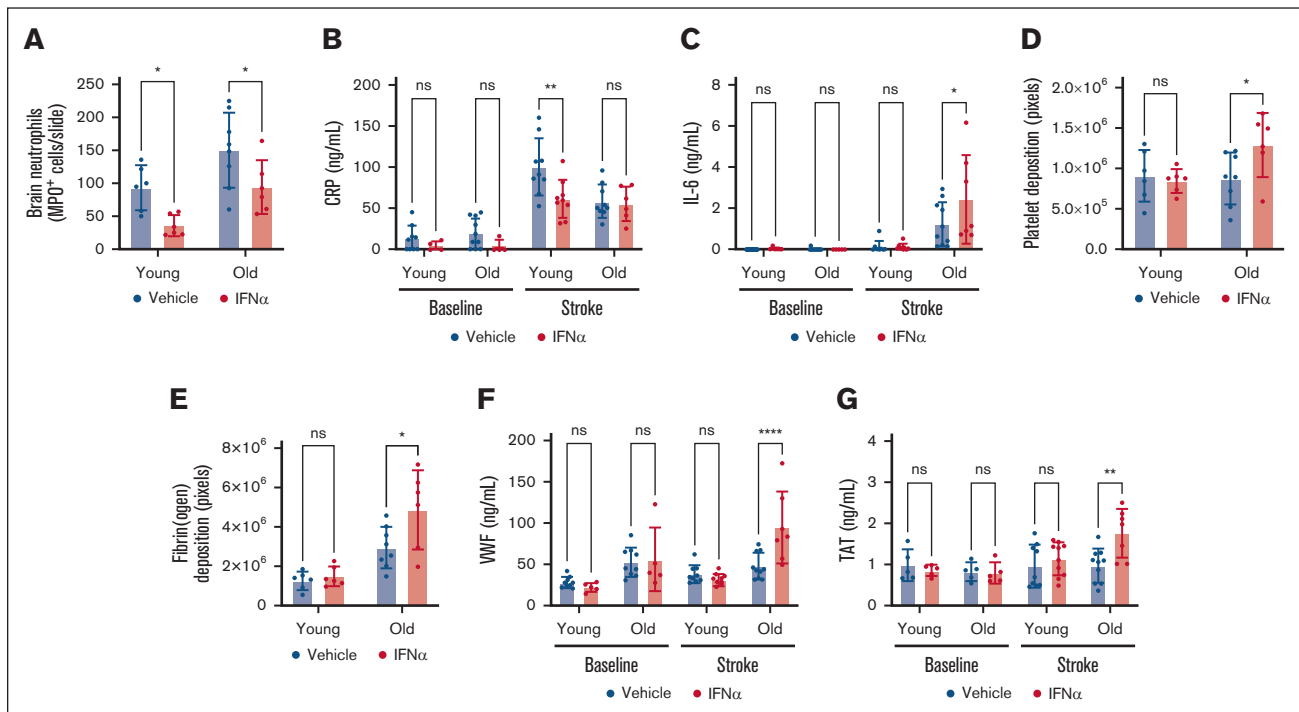 A
Brain neutrophils
(MPO⁺ cells/slide)
250
200
150
100
50
0
*
*
Young
Old
Vehicle
IFNα
B
CRP (ng/mL)
200
150
100
50
0
ns
ns
**
ns
Young
Old
Young
Old
Baseline
Stroke
Vehicle
IFNα
C
IL-6 (ng/mL)
8
6
4
2
0
ns
ns
ns
*
Young
Old
Young
Old
Baseline
Stroke
Vehicle
IFNα
D
Platelet deposition (pixels)
2.0×10⁶
1.5×10⁶
1.0×10⁶
5.0×10⁵
0
ns
*
Young
Old
Vehicle
IFNα
E
Fibrin(ogen)
deposition (pixels)
8×10⁶
6×10⁶
4×10⁶
2×10⁶
0
ns
*
Young
Old
Vehicle
IFNα
F
VWF (ng/mL)
200
150
100
50
0
ns
ns
ns
****
Young
Old
Young
Old
Baseline
Stroke
Vehicle
IFNα
G
TAT (ng/mL)
4
3
2
1
0
ns
ns
ns
**
Young
Old
Young
Old
Baseline
Stroke
Vehicle
IFNα